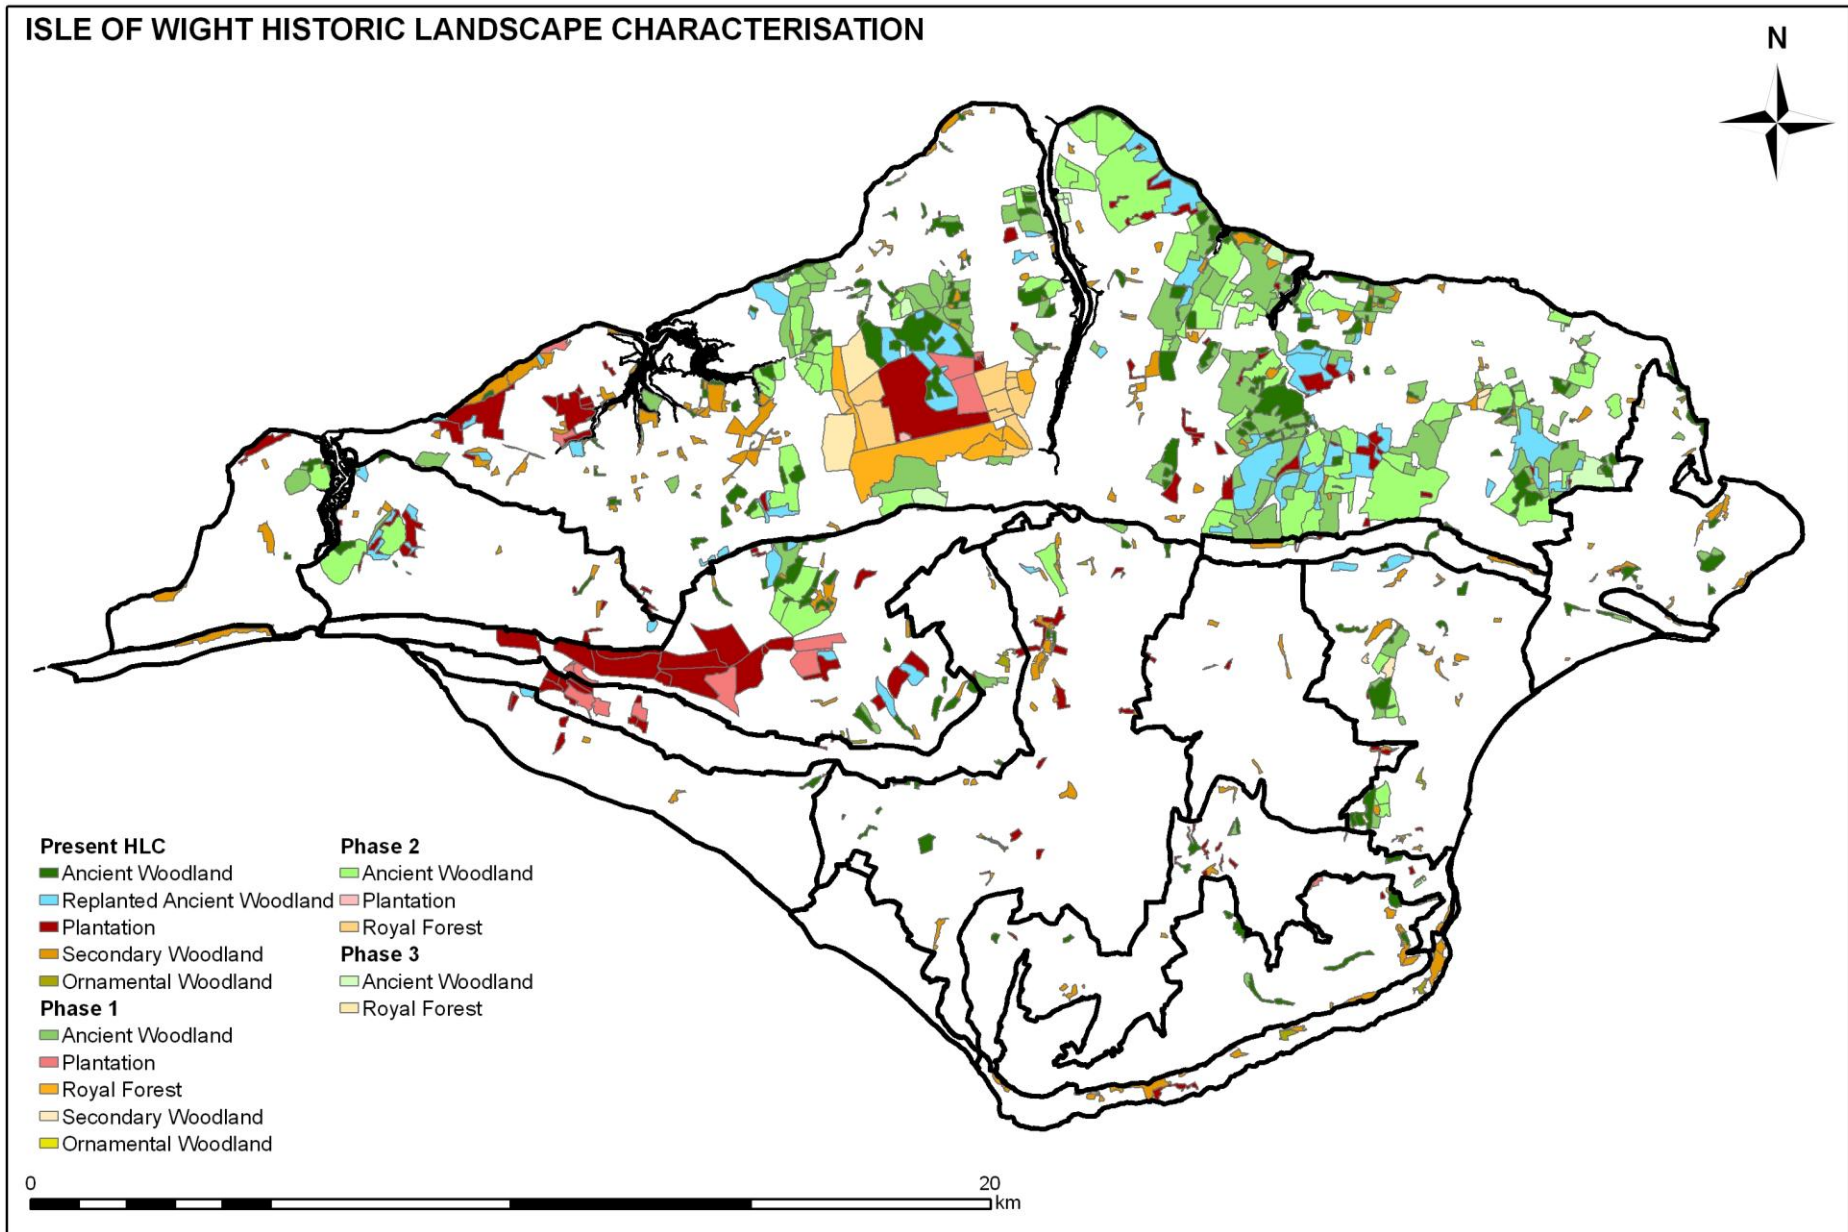 ISLE OF WIGHT HISTORIC LANDSCAPE CHARACTERISATION
N
Present HLC
Ancient Woodland
Replanted Ancient Woodland
Plantation
Secondary Woodland
Ornamental Woodland
Phase 1
Ancient Woodland
Plantation
Royal Forest
Secondary Woodland
Ornamental Woodland
Phase 2
Ancient Woodland
Plantation
Royal Forest
Phase 3
Ancient Woodland
Royal Forest
0 20
km